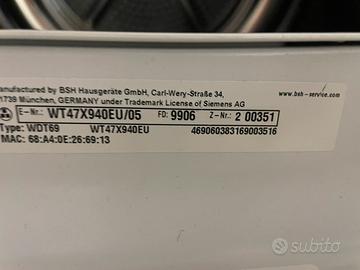 anufactured by BSH Hausgeräte GmbH, Carl-Wery-Straße 34,
1739 München, GERMANY under Trademark License of Siemens AG
www.bsh-service.com
E-Nr.: WT47X940EU/05 FD: 9906 Z-Nr.: 2 00351
Type: WDT69 WT47X940EU 469060383169003516
MAC: 68:A4:0E:26:69:13
subito